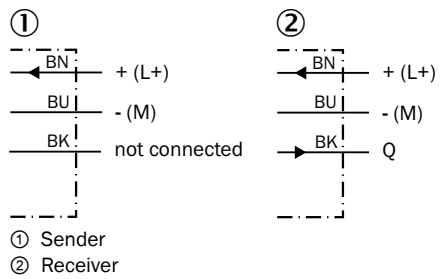 ① ②
BN + (L+) BN + (L+)
BU - (M) BU - (M)
BK not connected BK Q
① Sender
② Receiver